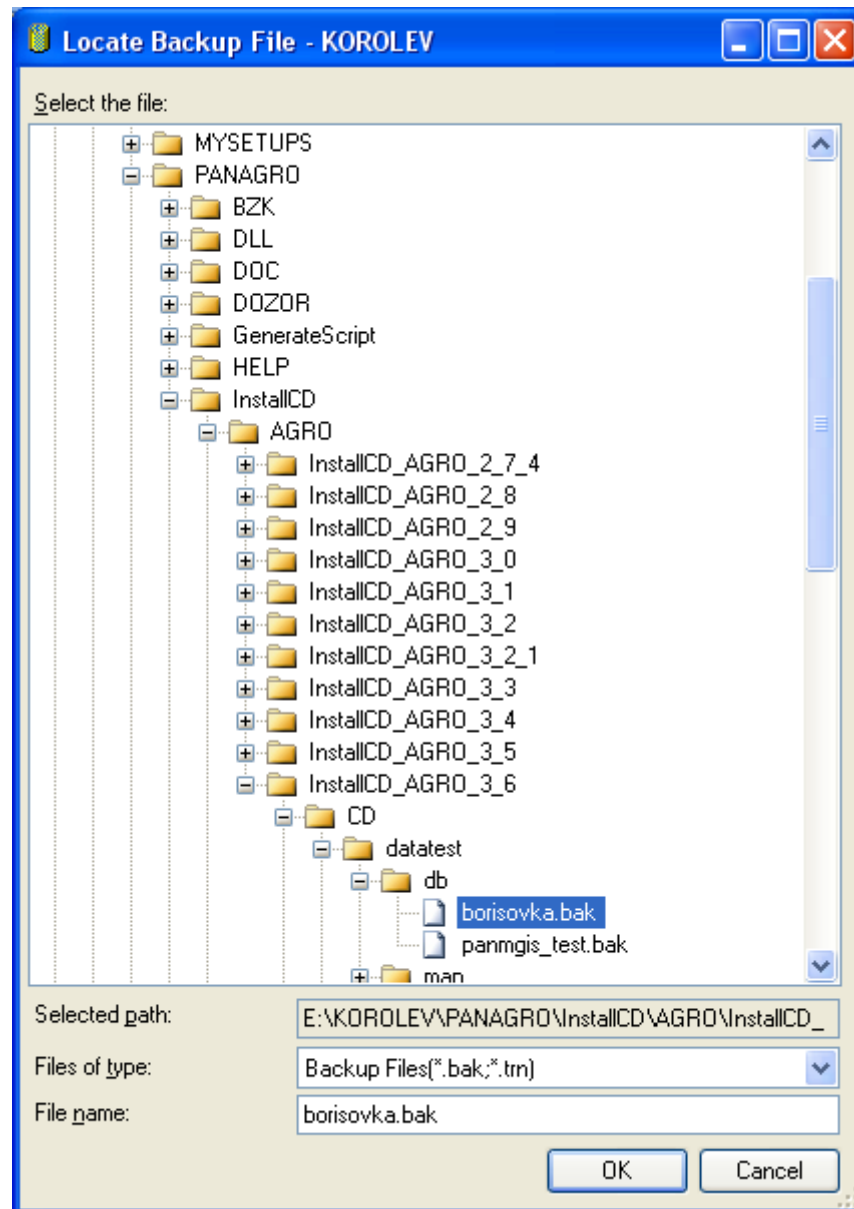 Locate Backup File - KOROLEV
Select the file:
MYSETUPS
PANAGRO
BZK
DLL
DOC
DOZOR
GenerateScript
HELP
InstallCD
AGRO
InstallCD_AGRO_2_7_4
InstallCD_AGRO_2_8
InstallCD_AGRO_2_9
InstallCD_AGRO_3_0
InstallCD_AGRO_3_1
InstallCD_AGRO_3_2
InstallCD_AGRO_3_2_1
InstallCD_AGRO_3_3
InstallCD_AGRO_3_4
InstallCD_AGRO_3_5
InstallCD_AGRO_3_6
CD
datatest
db
borisovka.bak
panmgis_test.bak
map
Selected path: E:\KOROLEV\PANAGRO\InstallCD\AGRO\InstallCD_
Files of type: Backup Files(*.bak;*.trn)
File name: borisovka.bak
OK Cancel